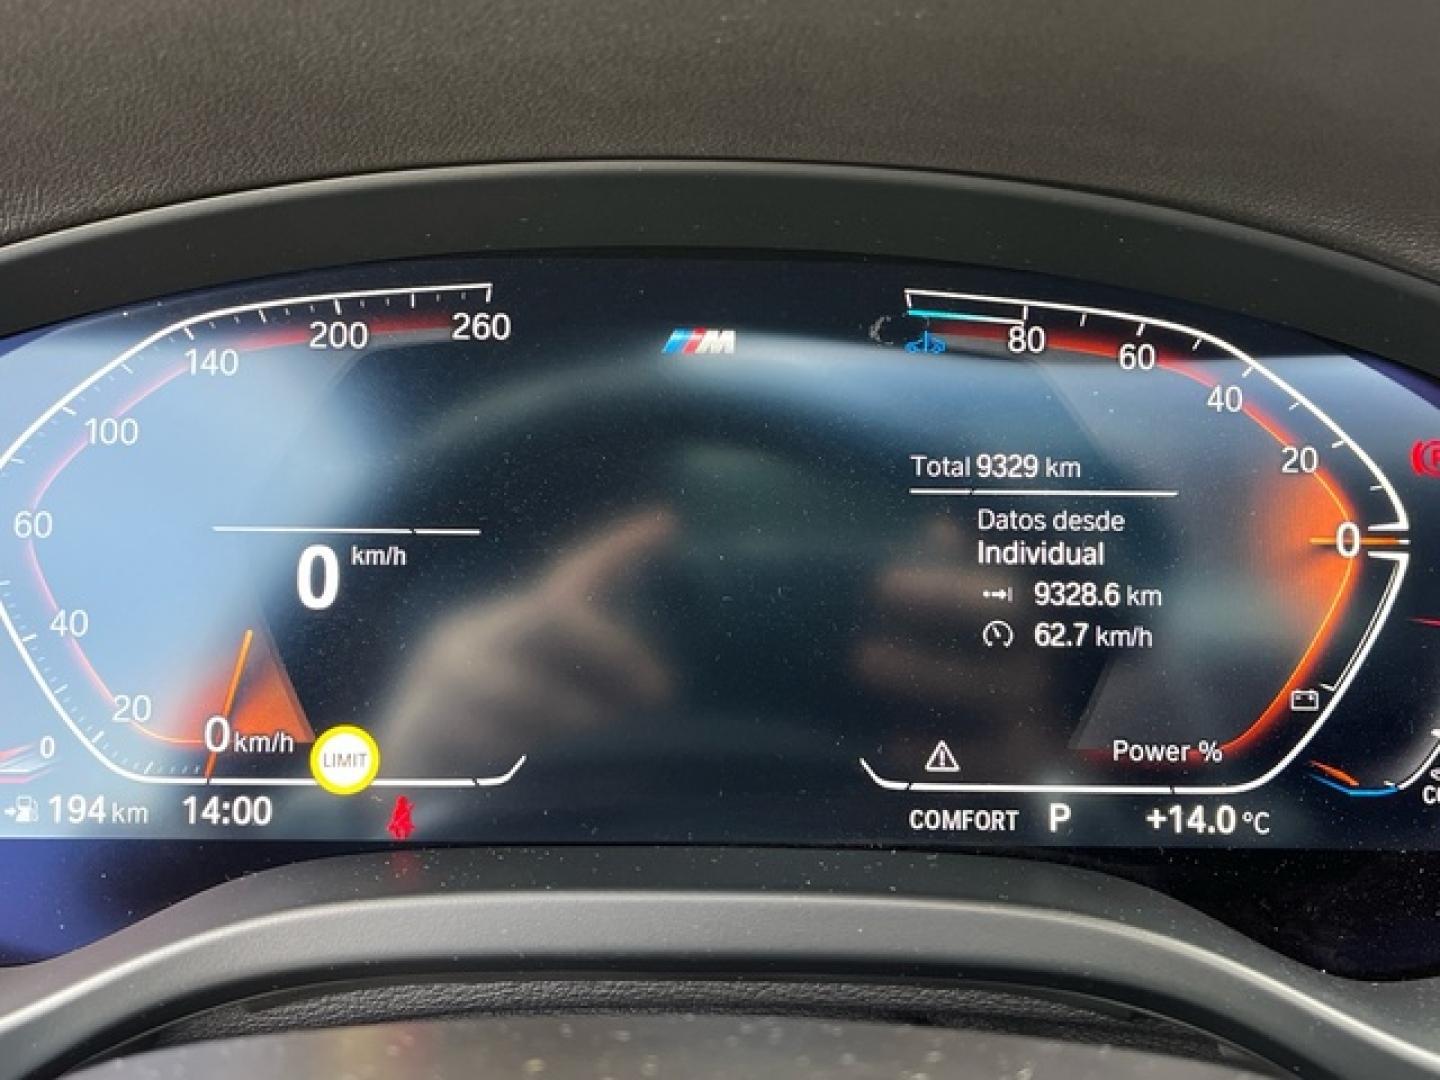 260
200
140
100
60
40
20
0
0 km/h
0 km/h
LIMIT
194 km
14:00
M
80
60
40
20
0
Total 9329 km
Datos desde
Individual
9328.6 km
62.7 km/h
Power %
COMFORT P +14.0 °C